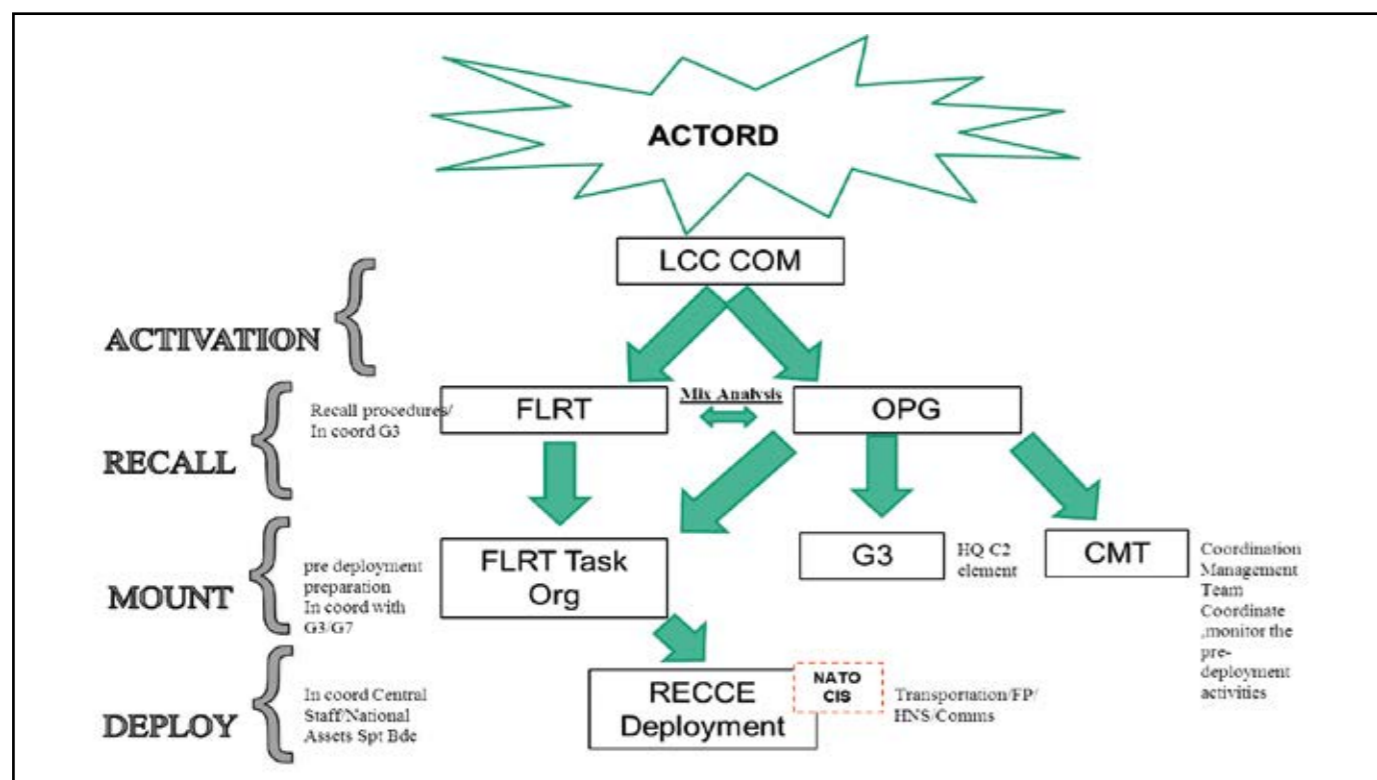 ACTORD
LCC COM
ACTIVATION
FLRT
Mix Analysis
OPG
Recall procedures/
In coord G3
RECALL
FLRT Task
Org
G3
HQ C2
element
CMT
Coordination
Management
Team
Coordinate
,monitor the
pre-
deployment
activities
pre deployment
preparation
In coord with
G3/G7
MOUNT
RECCE
Deployment
NATO
CIS
Transportation/FP/
HNS/Comms
In coord Central
Staff/National
Assets Spt Bde
DEPLOY